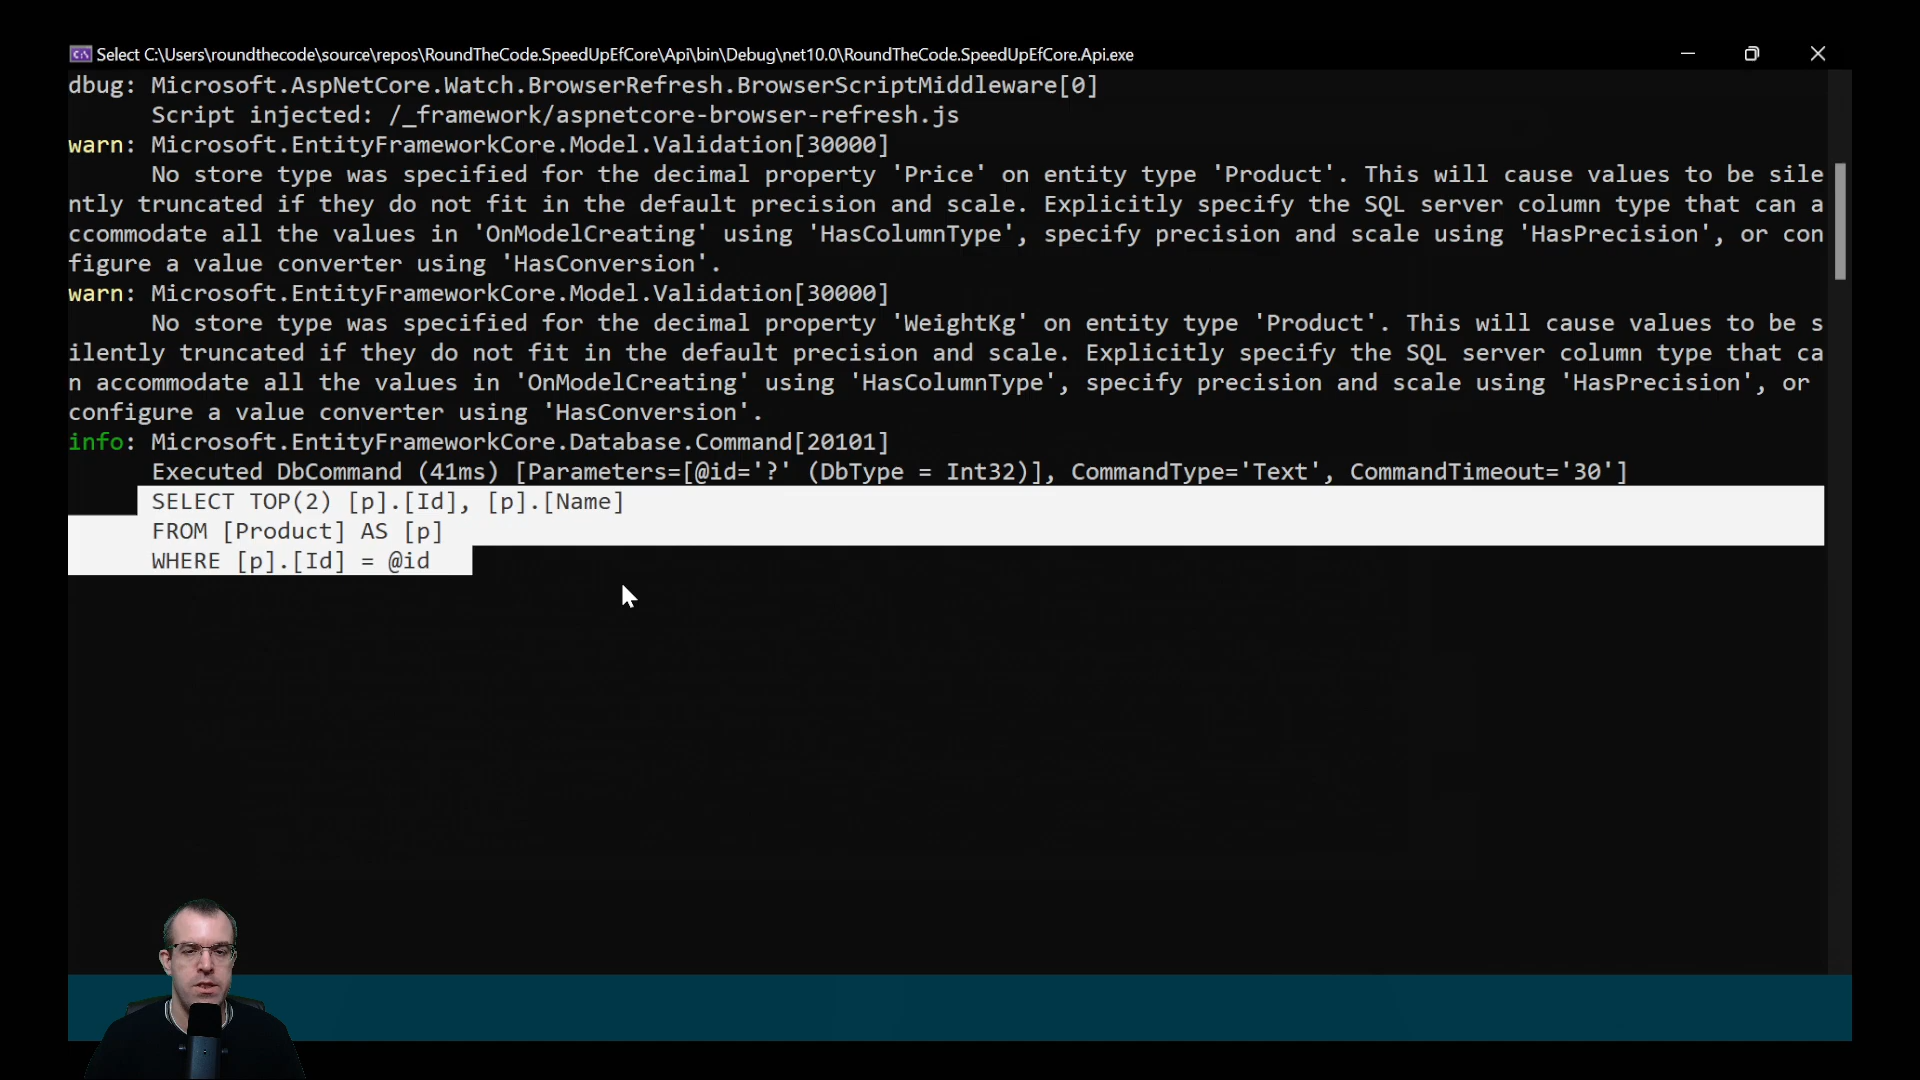 Select C:\Users\roundthecode\source\repos\RoundTheCode.SpeedUpEfCore\Api\bin\Debug\net10.0\RoundTheCode.SpeedUpEfCore.Api.exe
dbug: Microsoft.AspNetCore.Watch.BrowserRefresh.BrowserScriptMiddleware[0]
Script injected: /_framework/aspnetcore-browser-refresh.js
warn: Microsoft.EntityFrameworkCore.Model.Validation[30000]
No store type was specified for the decimal property 'Price' on entity type 'Product'. This will cause values to be sile
ntly truncated if they do not fit in the default precision and scale. Explicitly specify the SQL server column type that can a
ccommodate all the values in 'OnModelCreating' using 'HasColumnType', specify precision and scale using 'HasPrecision', or con
figure a value converter using 'HasConversion'.
warn: Microsoft.EntityFrameworkCore.Model.Validation[30000]
No store type was specified for the decimal property 'WeightKg' on entity type 'Product'. This will cause values to be s
ilently truncated if they do not fit in the default precision and scale. Explicitly specify the SQL server column type that ca
n accommodate all the values in 'OnModelCreating' using 'HasColumnType', specify precision and scale using 'HasPrecision', or
configure a value converter using 'HasConversion'.
info: Microsoft.EntityFrameworkCore.Database.Command[20101]
Executed DbCommand (41ms) [Parameters=[@id='?' (DbType = Int32)], CommandType='Text', CommandTimeout='30']
SELECT TOP(2) [p].[Id], [p].[Name]
FROM [Product] AS [p]
WHERE [p].[Id] = @id